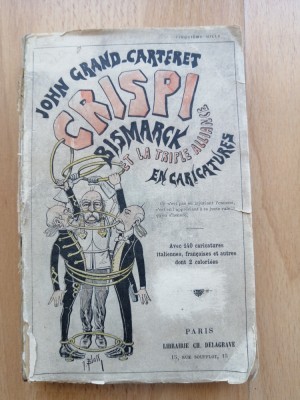 JOHN GRAND-CARTERET
CRISPI
BISMARCK
ET LA TRIPLE ALLIANCE
EN CARICATURES
Avec 140 caricatures
italiennes, françaises et autres
dont 2 coloriées
PARIS
LIBRAIRIE CH. DELAGRAVE
15, RUE SOUFFLOT, 15